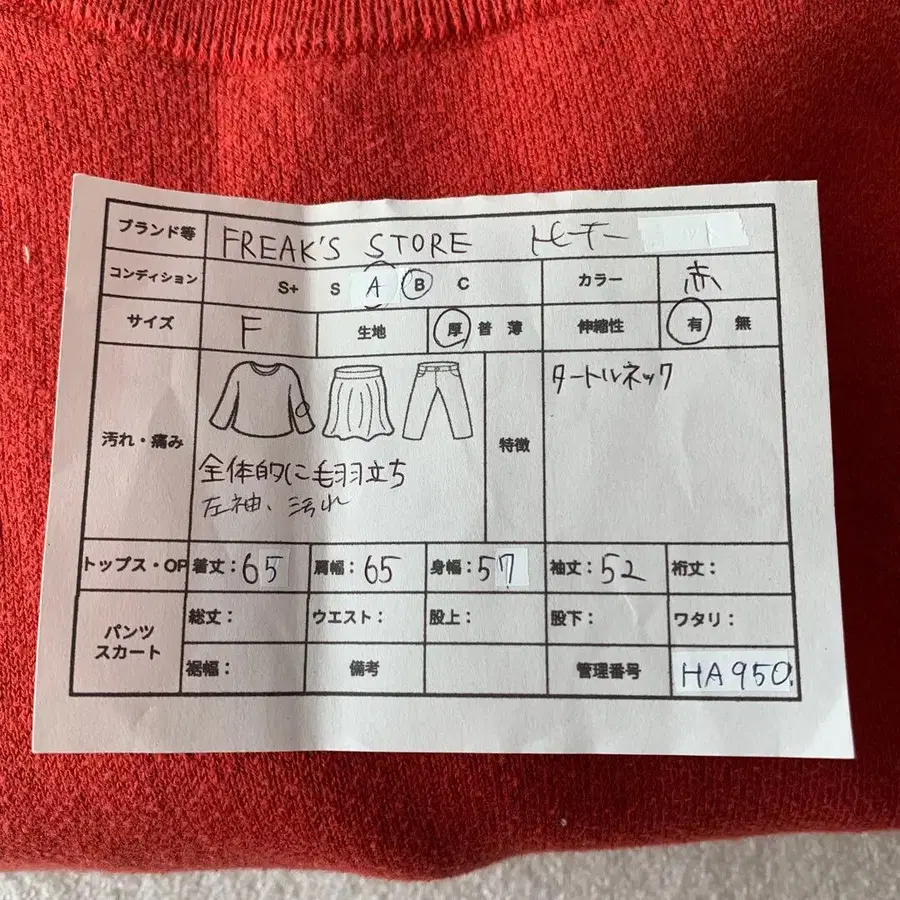 ブランド等 FREAK'S STORE
コンディション S+ S A B C カラー 赤
サイズ F 生地 厚 普 薄 伸縮性 有 無
汚れ・痛み 特徴 タートルネック
全体的に毛羽立ち
左袖、汚れ
トップス・OP 着丈：65 肩幅：65 身幅：57 袖丈：52 裄丈：
パンツ スカート 総丈： ウエスト： 股上： 股下： ワタリ：
裾幅： 備考 管理番号 HA950